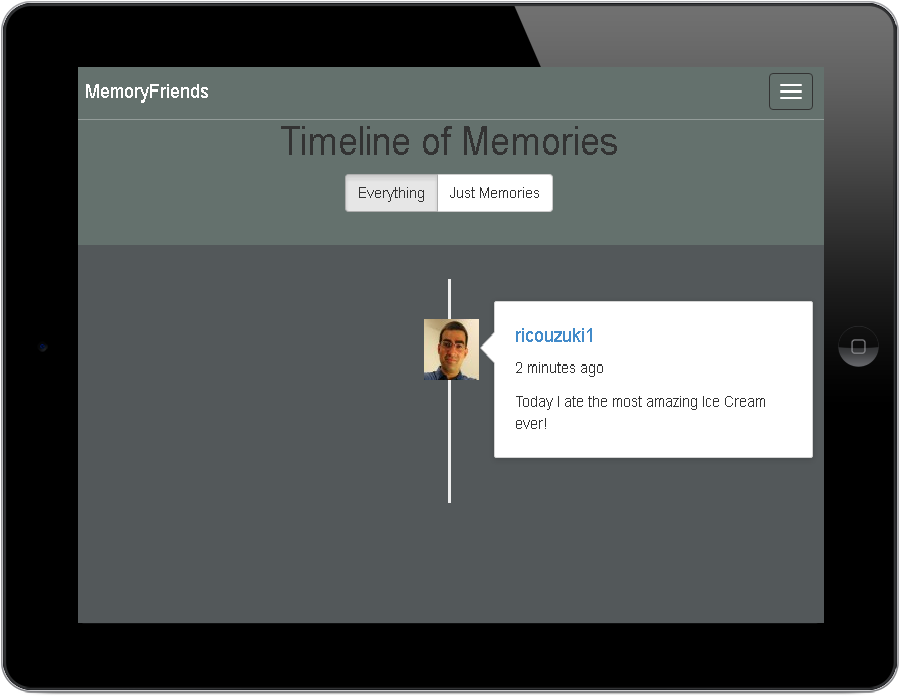 MemoryFriends
Timeline of Memories
Everything
Just Memories
ricouzuki1
2 minutes ago
Today I ate the most amazing Ice Cream
ever!